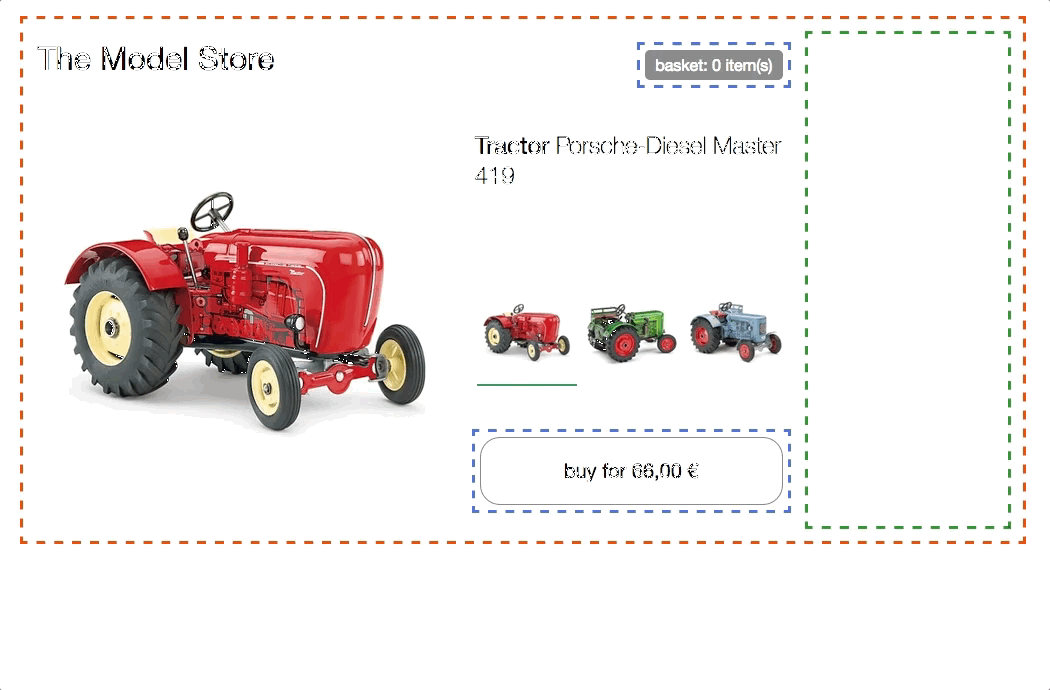 The Model Store
basket: 0 item(s)
Tractor Porsche-Diesel Master
419
buy for 66,00 €